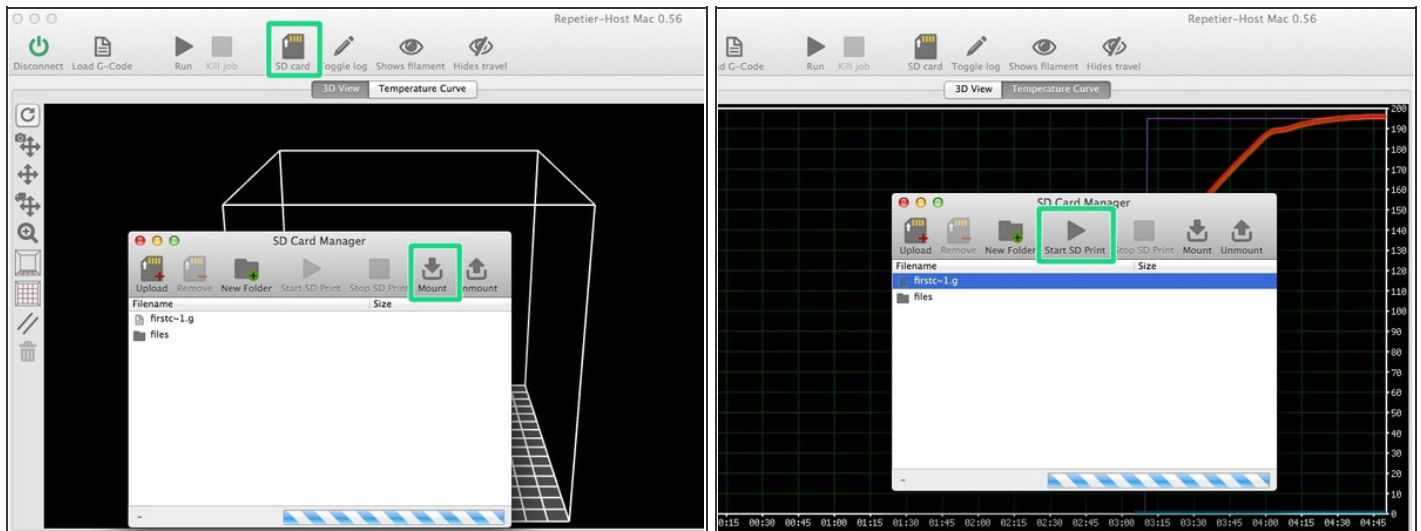 Repetier-Host Mac 0.56
Disconnect Load G-Code Run Kill job SD card Toggle log Shows filament Hides travel
3D View Temperature Curve
SD Card Manager
Upload Remove New Folder Start SD Print Stop SD Print Mount Unmount
Filename Size
firstc~1.g
files
-
Repetier-Host Mac 0.56
ad G-Code Run Kill job SD card Toggle log Shows filament Hides travel
3D View Temperature Curve
200
190
180
170
160
150
140
130
120
110
100
90
80
70
60
50
40
30
20
10
0
SD Card Manager
Upload Remove New Folder Start SD Print Stop SD Print Mount Unmount
Filename Size
firstc~1.g
files
-
0:15 00:30 00:45 01:00 01:15 01:30 01:45 02:00 02:15 02:30 02:45 03:00 03:15 03:30 03:45 04:00 04:15 04:30 04:45